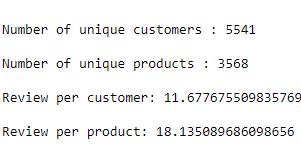 Number of unique customers : 5541
Number of unique products : 3568
Review per customer: 11.677675509835769
Review per product: 18.135089686098656